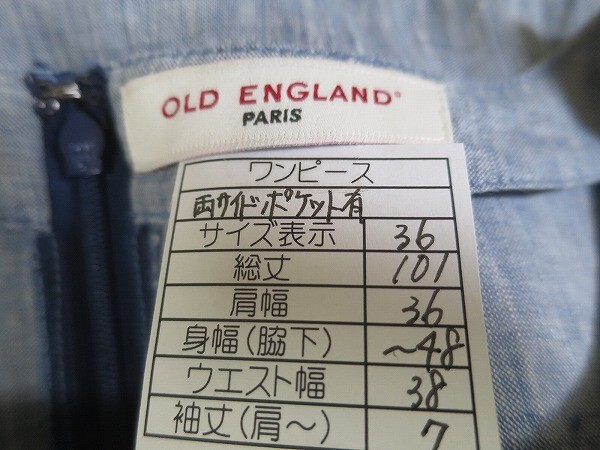 OLD ENGLAND®
PARIS
ワンピース
両サイドポケット有
サイズ表示 36
総丈 101
肩幅 36
身幅(脇下) ~48
ウエスト幅 38
袖丈(肩~) 7